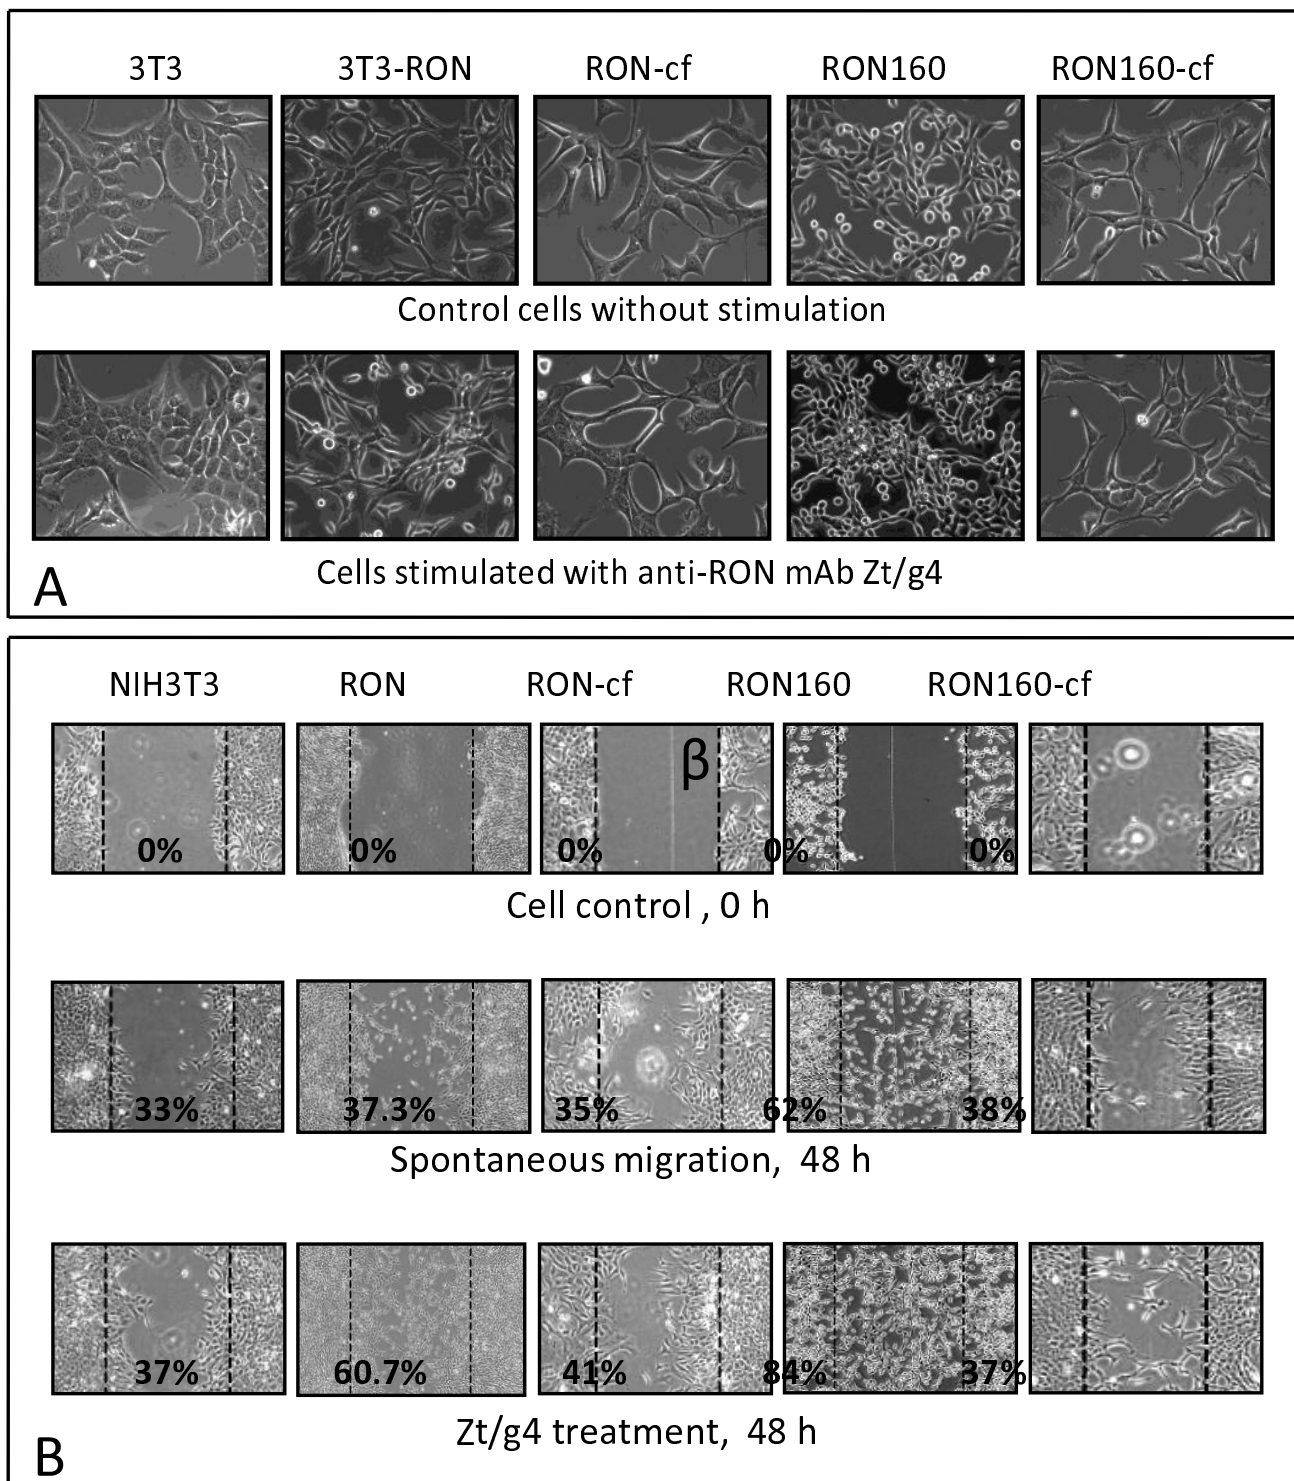 3T3 3T3-RON RON-cf RON160 RON160-cf
Control cells without stimulation
Cells stimulated with anti-RON mAb Zt/g4
A
NIH3T3 RON RON-cf RON160 RON160-cf
β
0% 0% 0% 0% 0%
Cell control , 0 h
33% 37.3% 35% 62% 38%
Spontaneous migration, 48 h
37% 60.7% 41% 84% 37%
Zt/g4 treatment, 48 h
B